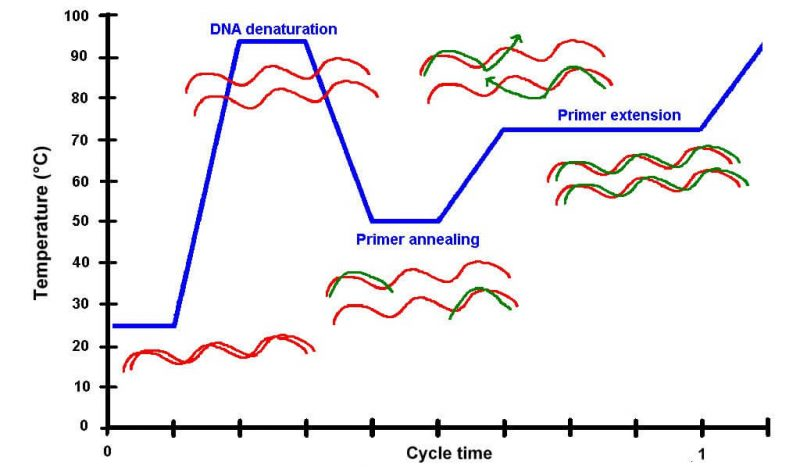 100
DNA denaturation
90
80
Primer extension
70
60
50
Primer annealing
40
30
20
10
0
Temperature (°C)
0
Cycle time
1